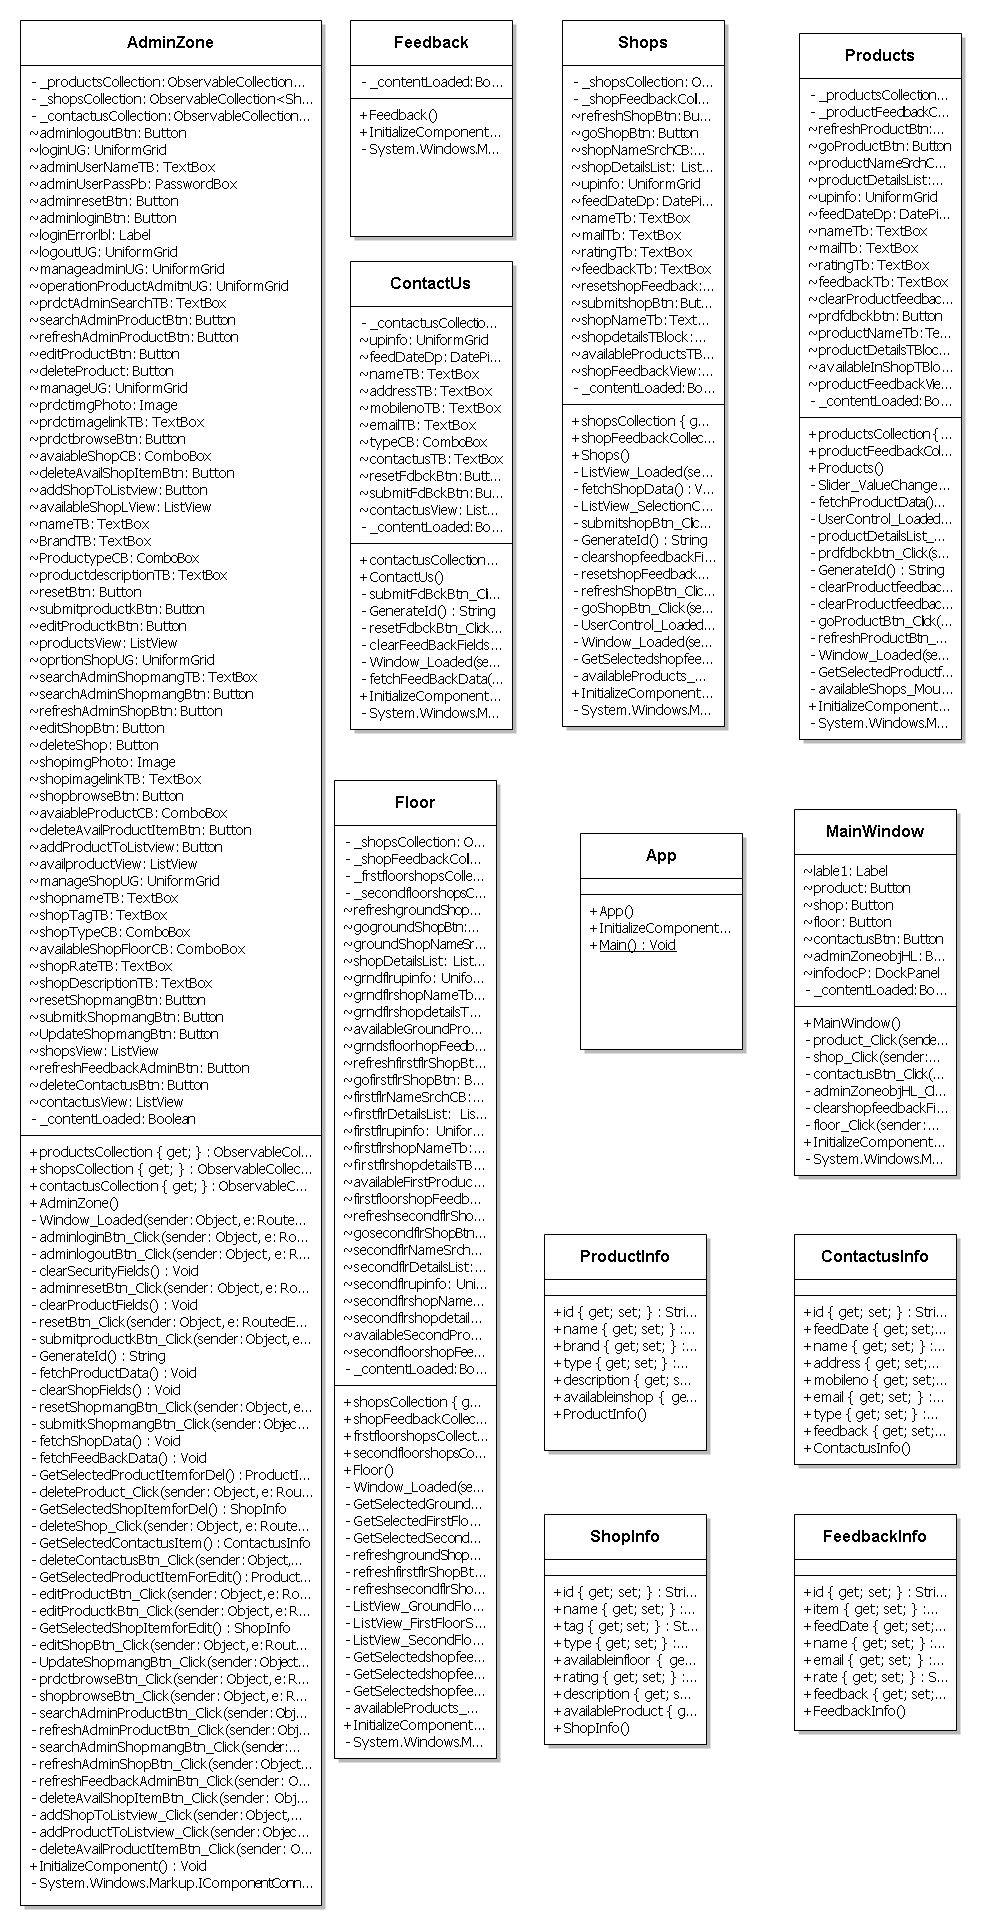 AdminZone
- _productsCollection: ObservableCollection...
- _shopsCollection: ObservableCollection<Sh...
- _contactusCollection: ObservableCollection...
~adminlogoutBtn: Button
~loginUG: UniformGrid
~adminUserNameTB: TextBox
~adminUserPassPb: PasswordBox
~adminresetBtn: Button
~adminloginBtn: Button
~loginErrorlbl: Label
~logoutUG: UniformGrid
~manageadminUG: UniformGrid
~operationProductAdmitnUG: UniformGrid
~prdctAdminSearchTB: TextBox
~searchAdminProductBtn: Button
~refreshAdminProductBtn: Button
~editProductBtn: Button
~deleteProduct: Button
~manageUG: UniformGrid
~prdctimgPhoto: Image
~prdctimagelinkTB: TextBox
~prdctbrowseBtn: Button
~avaiableShopCB: ComboBox
~deleteAvailShopItemBtn: Button
~addShopToListview: Button
~availableShopLView: ListView
~nameTB: TextBox
~BrandTB: TextBox
~ProductypeCB: ComboBox
~productdescriptionTB: TextBox
~resetBtn: Button
~submitproductkBtn: Button
~editProductkBtn: Button
~productsView: ListView
~oprtionShopUG: UniformGrid
~searchAdminShopmangTB: TextBox
~searchAdminShopmangBtn: Button
~refreshAdminShopBtn: Button
~editShopBtn: Button
~deleteShop: Button
~shopimgPhoto: Image
~shopimagelinkTB: TextBox
~shopbrowseBtn: Button
~avaiableProductCB: ComboBox
~deleteAvailProductItemBtn: Button
~addProductToListview: Button
~availproductView: ListView
~manageShopUG: UniformGrid
~shopnameTB: TextBox
~shopTagTB: TextBox
~shopTypeCB: ComboBox
~availableShopFloorCB: ComboBox
~shopRateTB: TextBox
~shopDescriptionTB: TextBox
~resetShopmangBtn: Button
~submitkShopmangBtn: Button
~UpdateShopmangBtn: Button
~shopsView: ListView
~refreshFeedbackAdminBtn: Button
~deleteContactusBtn: Button
~contactusView: ListView
- _contentLoaded: Boolean
+productsCollection { get; } : ObservableCol...
+shopsCollection { get; } : ObservableCollec...
+contactusCollection { get; } : ObservableC...
+AdminZone()
- Window_Loaded(sender: Object, e: Route...
- adminloginBtn_Click(sender: Object, e: Ro...
- adminlogoutBtn_Click(sender: Object, e: R...
- clearSecurityFields() : Void
- adminresetBtn_Click(sender: Object, e: Ro...
- clearProductFields() : Void
- resetBtn_Click(sender: Object, e: RoutedE...
- submitproductkBtn_Click(sender: Object, e...
- GenerateId() : String
- fetchProductData() : Void
- clearShopFields() : Void
- resetShopmangBtn_Click(sender: Object, e...
- submitkShopmangBtn_Click(sender: Objec...
- fetchShopData() : Void
- fetchFeedBackData() : Void
- GetSelectedProductItemforDel() : ProductI...
- deleteProduct_Click(sender: Object, e: Rou...
- GetSelectedShopItemforDel() : ShopInfo
- deleteShop_Click(sender: Object, e: Route...
- GetSelectedContactusItem() : ContactusInfo
- deleteContactusBtn_Click(sender: Object,...
- GetSelectedProductItemForEdit() : Product...
- editProductBtn_Click(sender: Object, e: Ro...
- editProductkBtn_Click(sender: Object, e: R...
- GetSelectedShopItemforEdit() : ShopInfo
- editShopBtn_Click(sender: Object, e: Rout...
- UpdateShopmangBtn_Click(sender: Object...
- prdctbrowseBtn_Click(sender: Object, e: R...
- shopbrowseBtn_Click(sender: Object, e: R...
- searchAdminProductBtn_Click(sender: Obj...
- refreshAdminProductBtn_Click(sender: Obj...
- searchAdminShopmangBtn_Click(sender:...
- refreshAdminShopBtn_Click(sender: Object...
- refreshFeedbackAdminBtn_Click(sender: O...
- deleteAvailShopItemBtn_Click(sender: Obj...
- addShopToListview_Click(sender: Object,...
- addProductToListview_Click(sender: Objec...
- deleteAvailProductItemBtn_Click(sender: O...
+InitializeComponent() : Void
- System.Windows.Markup.IComponentConn...
Feedback
- _contentLoaded: Bo...
+Feedback()
+InitializeComponent...
- System.Windows.M...
ContactUs
- _contactusCollectio...
~upinfo: UniformGrid
~feedDateDp: DatePi...
~nameTB: TextBox
~addressTB: TextBox
~mobilenoTB: TextBox
~emailTB: TextBox
~typeCB: ComboBox
~contactusTB: TextBox
~resetFdbckBtn: Butt...
~submitFdBckBtn: Bu...
~contactusView: List...
- _contentLoaded: Bo...
+contactusCollection...
+ContactUs()
- submitFdBckBtn_Cli...
- GenerateId() : String
- resetFdbckBtn_Click...
- clearFeedBackFields...
- Window_Loaded(se...
- fetchFeedBackData(...
+InitializeComponent...
- System.Windows.M...
Shops
- _shopsCollection: O...
- _shopFeedbackColl...
~refreshShopBtn: Bu...
~goShopBtn: Button
~shopNameSrchCB:...
~shopDetailsList: List...
~upinfo: UniformGrid
~feedDateDp: DatePi...
~nameTb: TextBox
~mailTb: TextBox
~ratingTb: TextBox
~feedbackTb: TextBox
~resetshopFeedback:...
~submitshopBtn: But...
~shopNameTb: Text...
~shopdetailsTBlock:...
~availableProductsTB...
~shopFeedbackView:...
- _contentLoaded: Bo...
+shopsCollection { g...
+shopFeedbackCollec...
+Shops()
- ListView_Loaded(se...
- fetchShopData() : V...
- ListView_SelectionC...
- submitshopBtn_Clic...
- GenerateId() : String
- clearshopfeedbackFi...
- resetshopFeedback...
- refreshShopBtn_Clic...
- goShopBtn_Click(se...
- UserControl_Loaded...
- Window_Loaded(se...
- GetSelectedshopfee...
- availableProducts_...
+InitializeComponent...
- System.Windows.M...
Products
- _productsCollection...
- _productFeedbackC...
~refreshProductBtn:...
~goProductBtn: Button
~productNameSrchC...
~productDetailsList:...
~upinfo: UniformGrid
~feedDateDp: DatePi...
~nameTb: TextBox
~mailTb: TextBox
~ratingTb: TextBox
~feedbackTb: TextBox
~clearProductfeedbac...
~prdfdbckbtn: Button
~productNameTb: Te...
~productDetailsTBloc...
~availableInShopTBlo...
~productFeedbackVie...
- _contentLoaded: Bo...
+productsCollection {...
+productFeedbackCol...
+Products()
- Slider_ValueChange...
- fetchProductData()...
- UserControl_Loaded...
- productDetailsList_...
- prdfdbckbtn_Click(s...
- GenerateId() : String
- clearProductfeedbac...
- clearProductfeedbac...
- goProductBtn_Click(...
- refreshProductBtn_...
- Window_Loaded(se...
- GetSelectedProductf...
- availableShops_Mou...
+InitializeComponent...
- System.Windows.M...
Floor
- _shopsCollection: O...
- _shopFeedbackColl...
- _frstfloorshopsColle...
- _secondfloorshopsC...
~refreshgroundShop...
~gogroundShopBtn:...
~groundShopNameSr...
~shopDetailsList: List...
~grndflrupinfo: Unifo...
~grndflrshopNameTb...
~grndflrshopdetailsT...
~availableGroundPro...
~grndsfloorhopFeedb...
~refreshfirstflrShopBt...
~gofirstflrShopBtn: B...
~firstflrNameSrchCB:...
~firstflrDetailsList: Lis...
~firstflrupinfo: Unifor...
~firstflrshopNameTb:...
~firstflrshopdetailsTB...
~availableFirstProduc...
~firstfloorshopFeedb...
~refreshsecondflrSho...
~gosecondflrShopBtn...
~secondflrNameSrch...
~secondflrDetailsList:...
~secondflrupinfo: Uni...
~secondflrshopName...
~secondflrshopdetail...
~availableSecondPro...
~secondfloorshopFee...
- _contentLoaded: Bo...
+shopsCollection { g...
+shopFeedbackCollec...
+frstfloorshopsCollect...
+secondfloorshopsCo...
+Floor()
- Window_Loaded(se...
- GetSelectedGround...
- GetSelectedFirstFlo...
- GetSelectedSecond...
- refreshgroundShop...
- refreshfirstflrShopBt...
- refreshsecondflrSho...
- ListView_GroundFlo...
- ListView_FirstFloorS...
- ListView_SecondFlo...
- GetSelectedshopfee...
- GetSelectedshopfee...
- GetSelectedshopfee...
- availableProducts_...
+InitializeComponent...
- System.Windows.M...
App
+App()
+InitializeComponent...
+Main() : Void
MainWindow
~lable1: Label
~product: Button
~shop: Button
~floor: Button
~contactusBtn: Button
~adminZoneobjHL: B...
~infodocP: DockPanel
- _contentLoaded: Bo...
+MainWindow()
- product_Click(sende...
- shop_Click(sender:...
- contactusBtn_Click(...
- adminZoneobjHL_Cl...
- clearshopfeedbackFi...
- floor_Click(sender:...
+InitializeComponent...
- System.Windows.M...
ProductInfo
+id { get; set; } : Stri...
+name { get; set; } :...
+brand { get; set; } :...
+type { get; set; } :...
+description { get; s...
+availableinshop { ge...
+ProductInfo()
ContactusInfo
+id { get; set; } : Stri...
+feedDate { get; set;...
+name { get; set; } :...
+address { get; set;...
+mobileno { get; set;...
+email { get; set; } :...
+type { get; set; } :...
+feedback { get; set;...
+ContactusInfo()
ShopInfo
+id { get; set; } : Stri...
+name { get; set; } :...
+tag { get; set; } : St...
+type { get; set; } :...
+availableinfloor { ge...
+rating { get; set; } :...
+description { get; s...
+availableProduct { g...
+ShopInfo()
FeedbackInfo
+id { get; set; } : Stri...
+item { get; set; } :...
+feedDate { get; set;...
+name { get; set; } :...
+email { get; set; } :...
+rate { get; set; } : S...
+feedback { get; set;...
+FeedbackInfo()